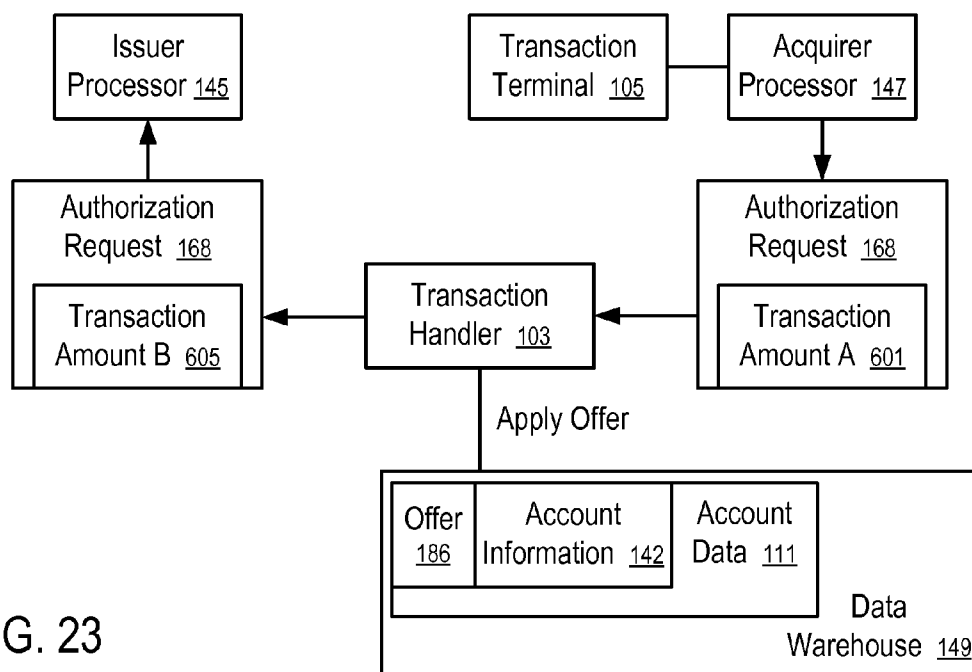 Issuer
Processor 145
Transaction
Terminal 105
Acquirer
Processor 147
Authorization
Request 168
Transaction
Amount B 605
Transaction
Handler 103
Authorization
Request 168
Transaction
Amount A 601
Apply Offer
Offer
186
Account
Information 142
Account
Data 111
Data
Warehouse 149
G. 23